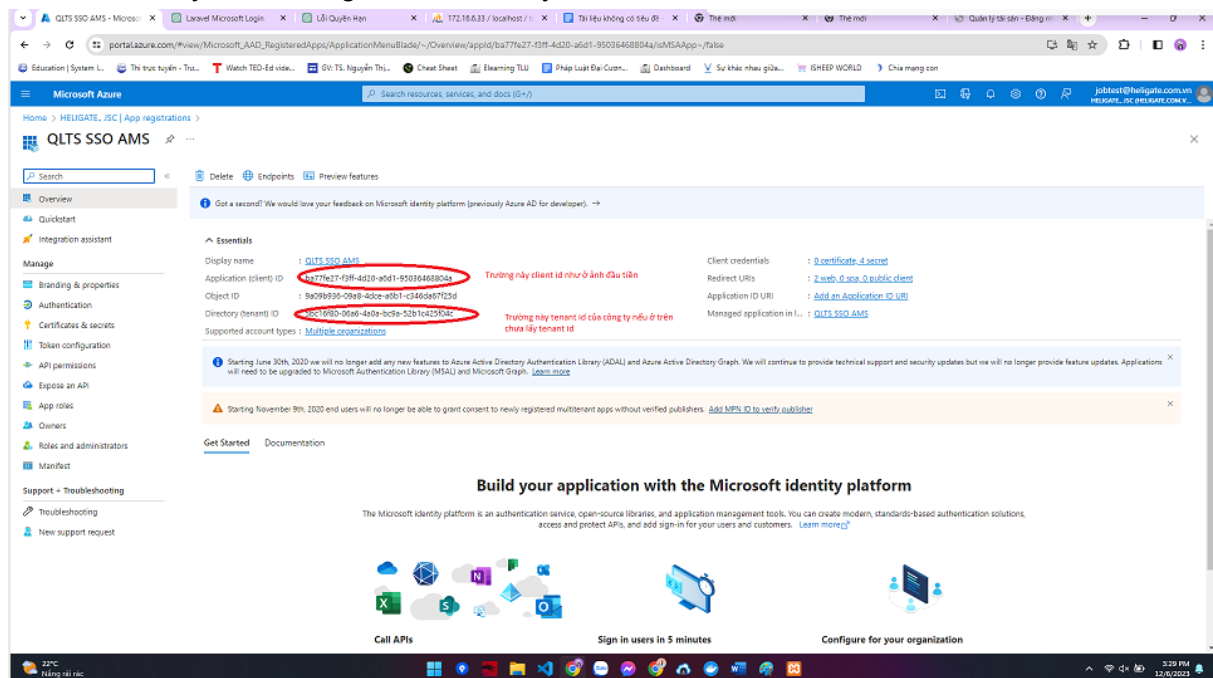 QLTS SSO AMS - Microsof
Laravel Microsoft Login
Lỗi Quyền Hạn
172.16.6.33 / localhost / t
Tài liệu không có tiêu đề -
Thẻ mới
Thẻ mới
Quản lý tài sản - Đăng n
portal.azure.com/#view/Microsoft_AAD_RegisteredApps/ApplicationMenuBlade/~/Overview/appId/ba77fe27-f3ff-4d20-a6d1-95036468804a/isMSAApp~/false
Education | System L...
Thi trực tuyến - Trư...
Watch TED-Ed vide...
GV: TS. Nguyễn Thị...
Cheat Sheet
Elearning TLU
Pháp Luật Đại Cươn...
Dashboard
Sự khác nhau giữa...
ISHEEP WORLD
Chia mạng con
Microsoft Azure
Search resources, services, and docs (G+/)
jobtest@heligate.com.vn
HELIGATE., JSC (HELIGATE.COM.V...
Home > HELIGATE., JSC | App registrations >
QLTS SSO AMS
Search
Delete
Endpoints
Preview features
Overview
Quickstart
Integration assistant
Manage
Branding & properties
Authentication
Certificates & secrets
Token configuration
API permissions
Expose an API
App roles
Owners
Roles and administrators
Manifest
Support + Troubleshooting
Troubleshooting
New support request
Got a second? We would love your feedback on Microsoft identity platform (previously Azure AD for developer). →
Essentials
Display name : QLTS SSO AMS
Client credentials : 0 certificate, 4 secret
Application (client) ID : ba77fe27-f3ff-4d20-a6d1-95036468804a
Trường này client id như ở ảnh đầu tiên
Redirect URIs : 2 web, 0 spa, 0 public client
Object ID : 9a09b936-09a8-4dce-a6b1-c346da67f25d
Application ID URI : Add an Application ID URI
Directory (tenant) ID : 5bc16f80-06a6-4a0a-bc9a-52b1c425f04c
Trường này tenant id của công ty nếu ở trên
chưa lấy tenant id
Managed application in l... : QLTS SSO AMS
Supported account types : Multiple organizations
Starting June 30th, 2020 we will no longer add any new features to Azure Active Directory Authentication Library (ADAL) and Azure Active Directory Graph. We will continue to provide technical support and security updates but we will no longer provide feature updates. Applications
will need to be upgraded to Microsoft Authentication Library (MSAL) and Microsoft Graph. Learn more
Starting November 9th, 2020 end users will no longer be able to grant consent to newly registered multitenant apps without verified publishers. Add MPN ID to verify publisher
Get Started
Documentation
Build your application with the Microsoft identity platform
The Microsoft identity platform is an authentication service, open-source libraries, and application management tools. You can create modern, standards-based authentication solutions,
access and protect APIs, and add sign-in for your users and customers. Learn more
Call APIs
Sign in users in 5 minutes
Configure for your organization
22°C
Nắng rải rác
3:29 PM
12/6/2023